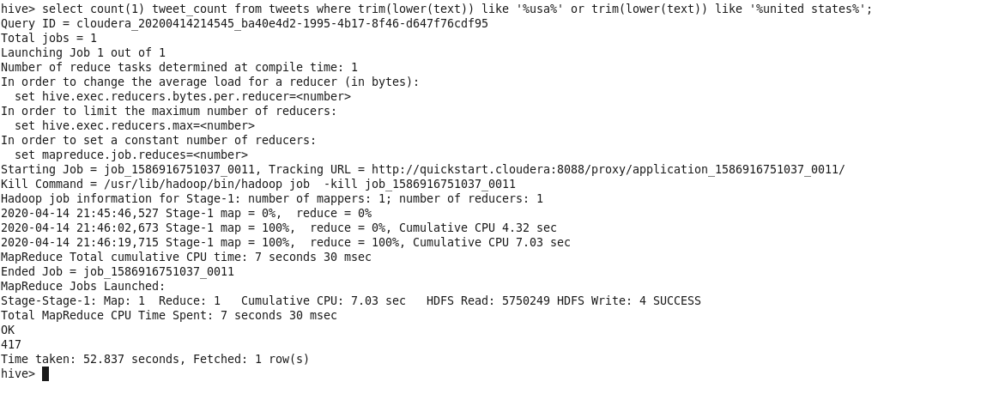 hive> select count(1) tweet_count from tweets where trim(lower(text)) like '%usa%' or trim(lower(text)) like '%united states%';
Query ID = cloudera_20200414214545_ba40e4d2-1995-4b17-8f46-d647f76cdf95
Total jobs = 1
Launching Job 1 out of 1
Number of reduce tasks determined at compile time: 1
In order to change the average load for a reducer (in bytes):
  set hive.exec.reducers.bytes.per.reducer=<number>
In order to limit the maximum number of reducers:
  set hive.exec.reducers.max=<number>
In order to set a constant number of reducers:
  set mapreduce.job.reduces=<number>
Starting Job = job_1586916751037_0011, Tracking URL = http://quickstart.cloudera:8088/proxy/application_1586916751037_0011/
Kill Command = /usr/lib/hadoop/bin/hadoop job  -kill job_1586916751037_0011
Hadoop job information for Stage-1: number of mappers: 1; number of reducers: 1
2020-04-14 21:45:46,527 Stage-1 map = 0%,  reduce = 0%
2020-04-14 21:46:02,673 Stage-1 map = 100%,  reduce = 0%, Cumulative CPU 4.32 sec
2020-04-14 21:46:19,715 Stage-1 map = 100%,  reduce = 100%, Cumulative CPU 7.03 sec
MapReduce Total cumulative CPU time: 7 seconds 30 msec
Ended Job = job_1586916751037_0011
MapReduce Jobs Launched:
Stage-Stage-1: Map: 1  Reduce: 1   Cumulative CPU: 7.03 sec   HDFS Read: 5750249 HDFS Write: 4 SUCCESS
Total MapReduce CPU Time Spent: 7 seconds 30 msec
OK
417
Time taken: 52.837 seconds, Fetched: 1 row(s)
hive>